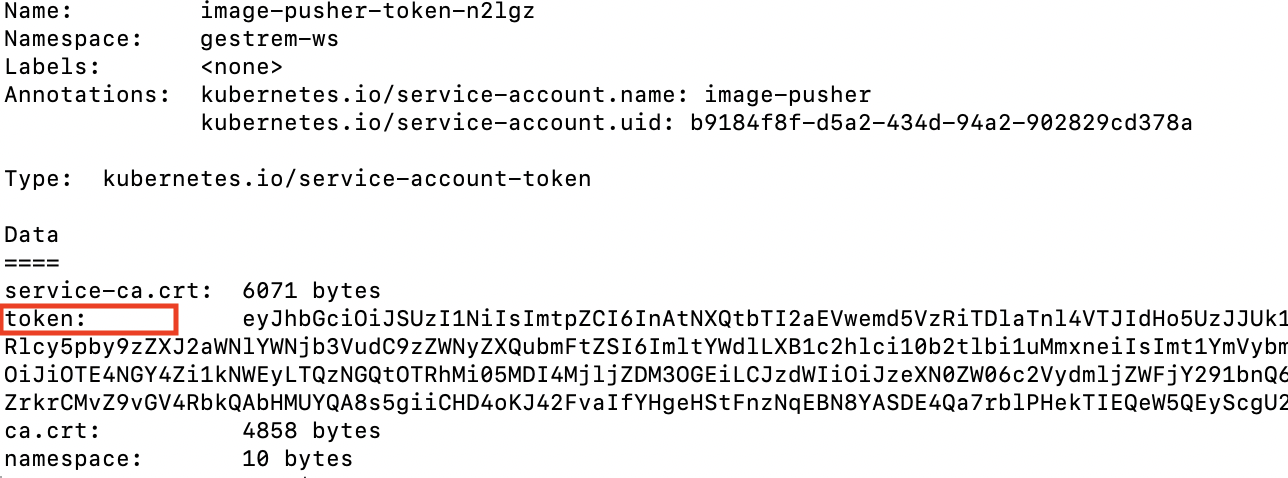 Name: image-pusher-token-n2lgz
Namespace: gestrem-ws
Labels: <none>
Annotations: kubernetes.io/service-account.name: image-pusher
kubernetes.io/service-account.uid: b9184f8f-d5a2-434d-94a2-902829cd378a
Type: kubernetes.io/service-account-token
Data
====
service-ca.crt: 6071 bytes
token: eyJhbGciOiJSUzI1NiIsImtpZCI6InAtNXQtbTI2aEVwemd5VzRiTDlaTnl4VTJIdHo5UzJJUk1
Rlcy5pby9zZXJ2aWNlYWNjb3VudC9zZWNyZXQubmFtZSI6ImltYWdlLXB1c2hlci10b2tlbi1uMmxneiIsImt1YmVybm
OiJiOTE4NGY4Zi1kNWEyLTQzNGQtOTRhMi05MDI4MjljZDM3OGEiLCJzdWIiOiJzeXN0ZW06c2VydmljZWFjY291bnQ6
ZrkrCMvZ9vGV4RbkQAbHMUYQA8s5giiCHD4oKJ42FvaIfYHgeHStFnzNqEBN8YASDE4Qa7rblPHekTIEQeW5QEyScgU2
ca.crt: 4858 bytes
namespace: 10 bytes